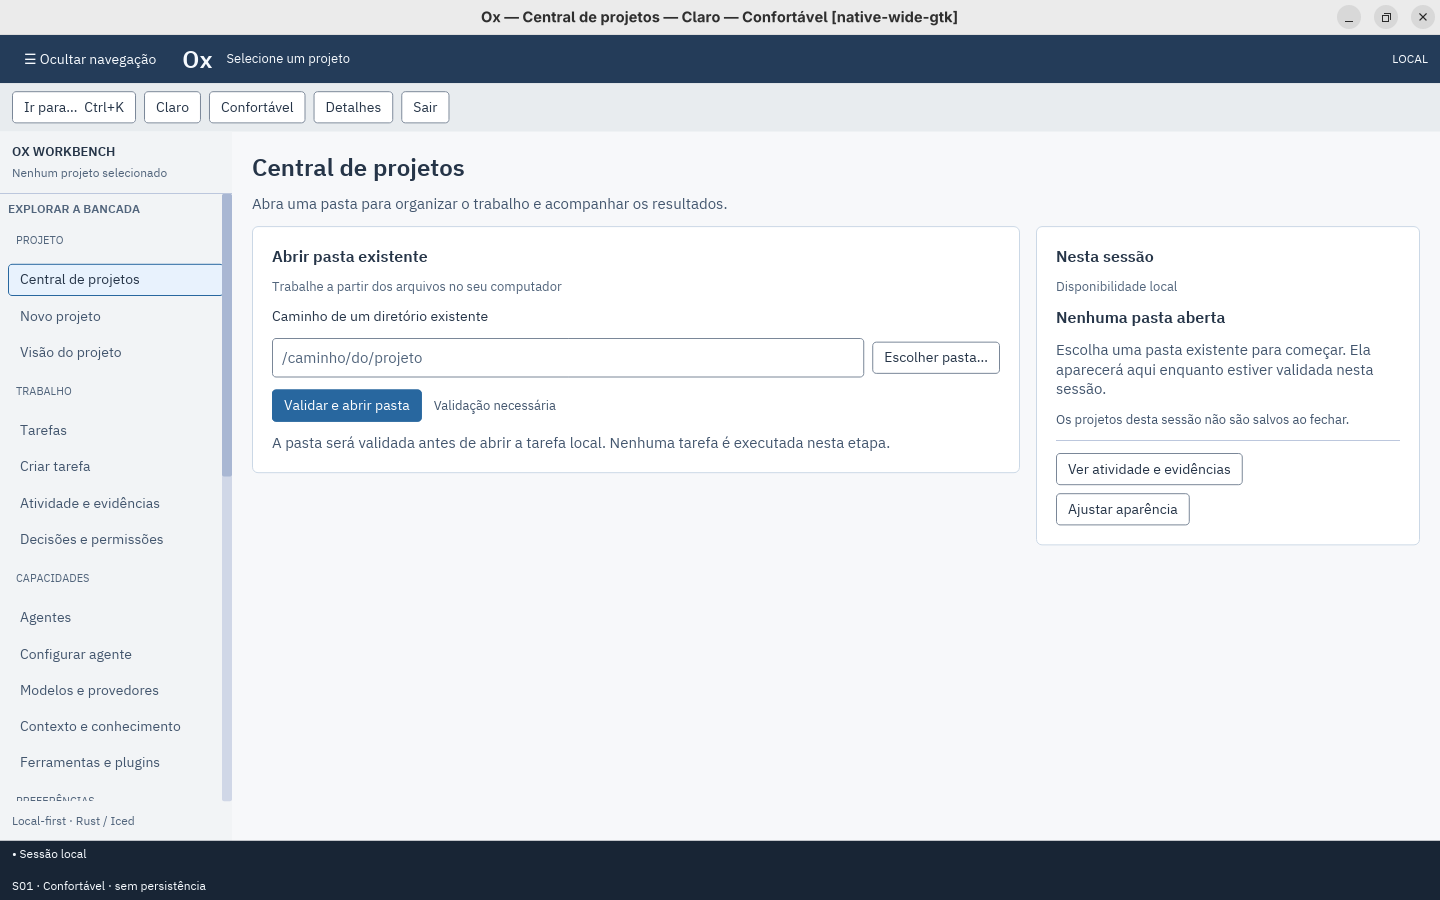 Ox — Central de projetos — Claro — Confortável [native-wide-gtk]
☰ Ocultar navegação
Ox
Selecione um projeto
LOCAL
Ir para... Ctrl+K
Claro
Confortável
Detalhes
Sair
OX WORKBENCH
Nenhum projeto selecionado
EXPLORAR A BANCADA
PROJETO
Central de projetos
Novo projeto
Visão do projeto
TRABALHO
Tarefas
Criar tarefa
Atividade e evidências
Decisões e permissões
CAPACIDADES
Agentes
Configurar agente
Modelos e provedores
Contexto e conhecimento
Ferramentas e plugins
PREFERÊNCIAS
Local-first · Rust / Iced
Central de projetos
Abra uma pasta para organizar o trabalho e acompanhar os resultados.
Abrir pasta existente
Trabalhe a partir dos arquivos no seu computador
Caminho de um diretório existente
/caminho/do/projeto
Escolher pasta...
Validar e abrir pasta
Validação necessária
A pasta será validada antes de abrir a tarefa local. Nenhuma tarefa é executada nesta etapa.
Nesta sessão
Disponibilidade local
Nenhuma pasta aberta
Escolha uma pasta existente para começar. Ela
aparecerá aqui enquanto estiver validada nesta
sessão.
Os projetos desta sessão não são salvos ao fechar.
Ver atividade e evidências
Ajustar aparência
• Sessão local
S01 · Confortável · sem persistência